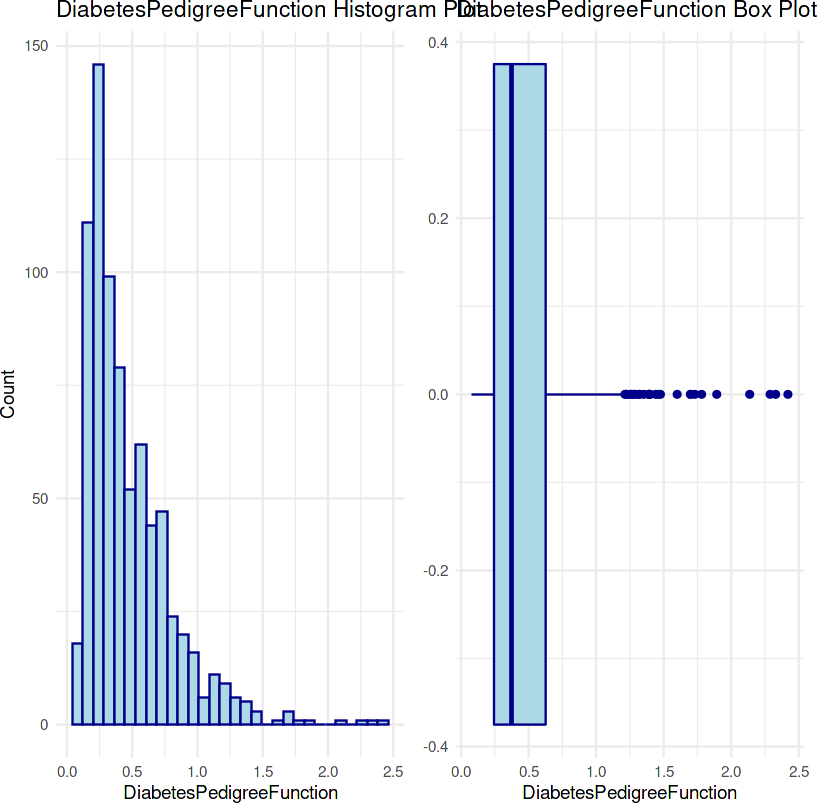 DiabetesPedigreeFunction Histogram Plot
150
100
50
0
Count
0.0 0.5 1.0 1.5 2.0 2.5
DiabetesPedigreeFunction
DiabetesPedigreeFunction Box Plot
0.4
0.2
0.0
-0.2
-0.4
0.0 0.5 1.0 1.5 2.0 2.5
DiabetesPedigreeFunction